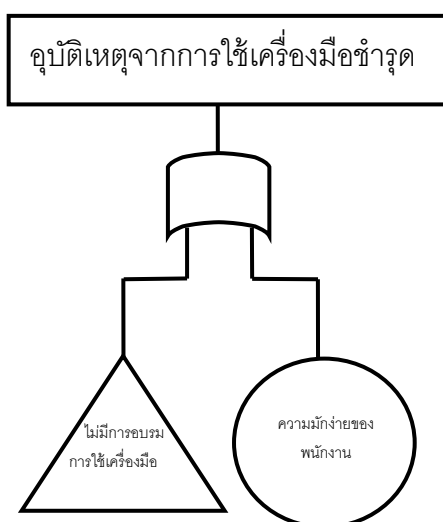 อุบัติเหตุจากการใช้เครื่องมือชำรุด
ไม่มีการอบรม
การใช้เครื่องมือ
ความมักง่ายของ
พนักงาน